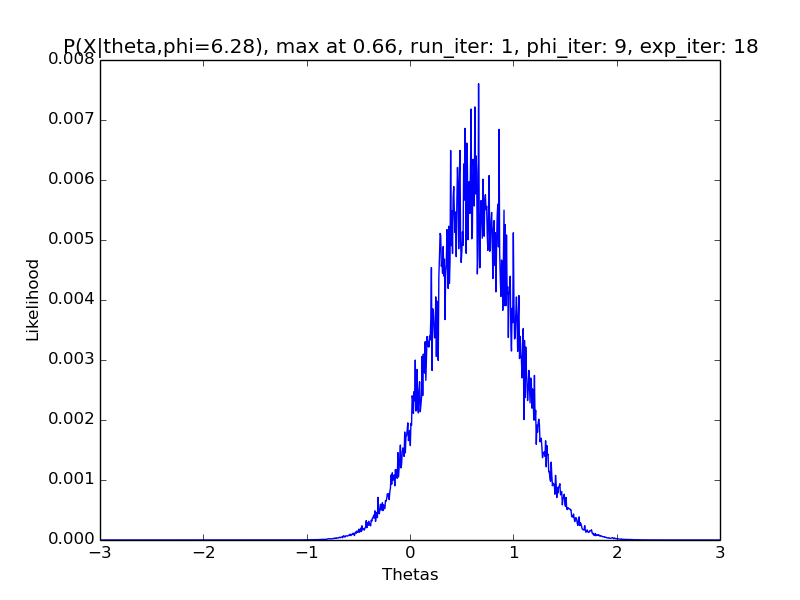 P(X|theta,phi=6.28), max at 0.66, run_iter: 1, phi_iter: 9, exp_iter: 18
0.008
0.007
0.006
0.005
0.004
0.003
0.002
0.001
0.000
Likelihood
−3 −2 −1 0 1 2 3
Thetas